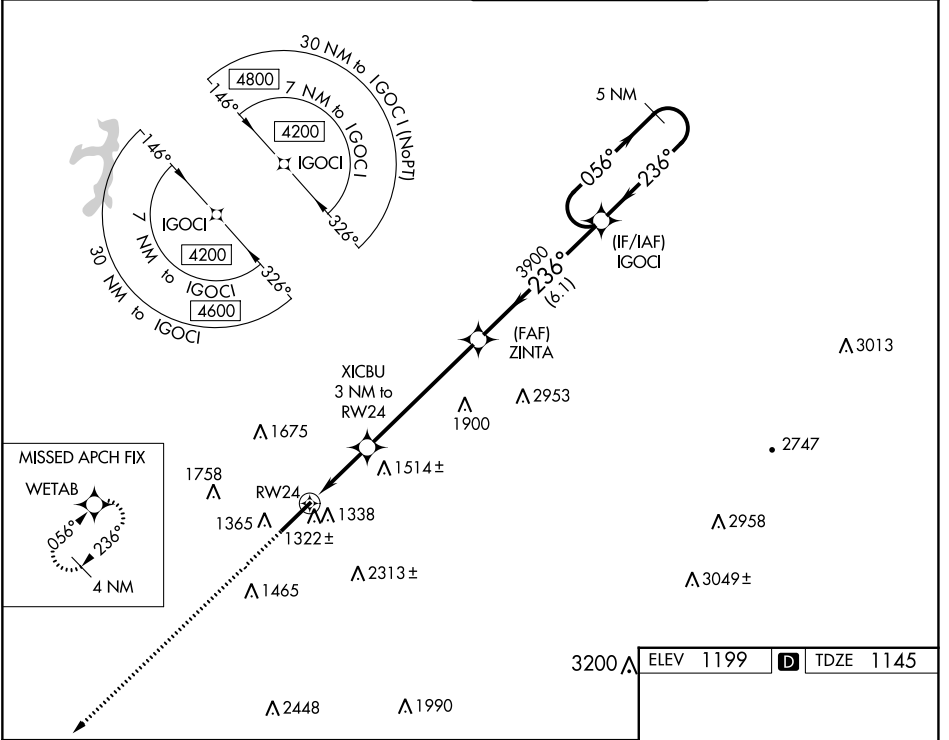 30 NM to IGOCI (NoPT)
4800
7 NM to IGOCI
146°
4200
IGOCI
326°
146°
IGOCI
4200
7 NM to IGOCI
326°
4600
30 NM to IGOCI
5 NM
056°
236°
(IF/IAF)
IGOCI
3900
236°
(6.1)
(FAF)
ZINTA
3013
XICBU
3 NM to
RW24
2953
1900
1675
2747
1514 ±
MISSED APCH FIX
WETAB
056°
236°
4 NM
1758
RW24
1365
1338
1322 ±
2958
2313 ±
3049 ±
1465
3200
ELEV 1199 D TDZE 1145
2448
1990